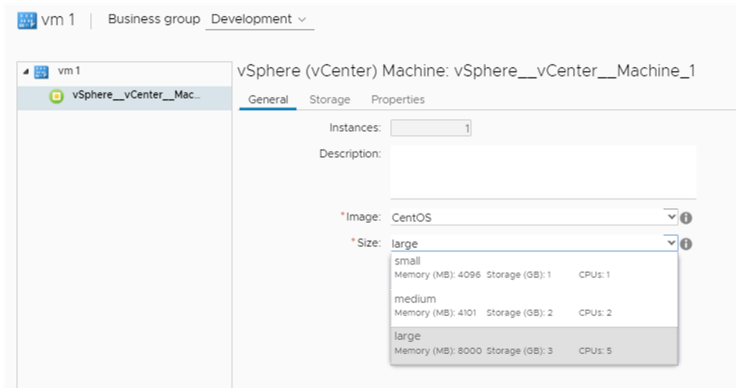 vm 1 Business group Development
vm 1
vSphere__vCenter__Mac...
vSphere (vCenter) Machine: vSphere__vCenter__Machine_1
General Storage Properties
Instances: 1
Description:
*Image: CentOS
*Size: large
small
Memory (MB): 4096 Storage (GB): 1 CPUs: 1
medium
Memory (MB): 4101 Storage (GB): 2 CPUs: 2
large
Memory (MB): 8000 Storage (GB): 3 CPUs: 5